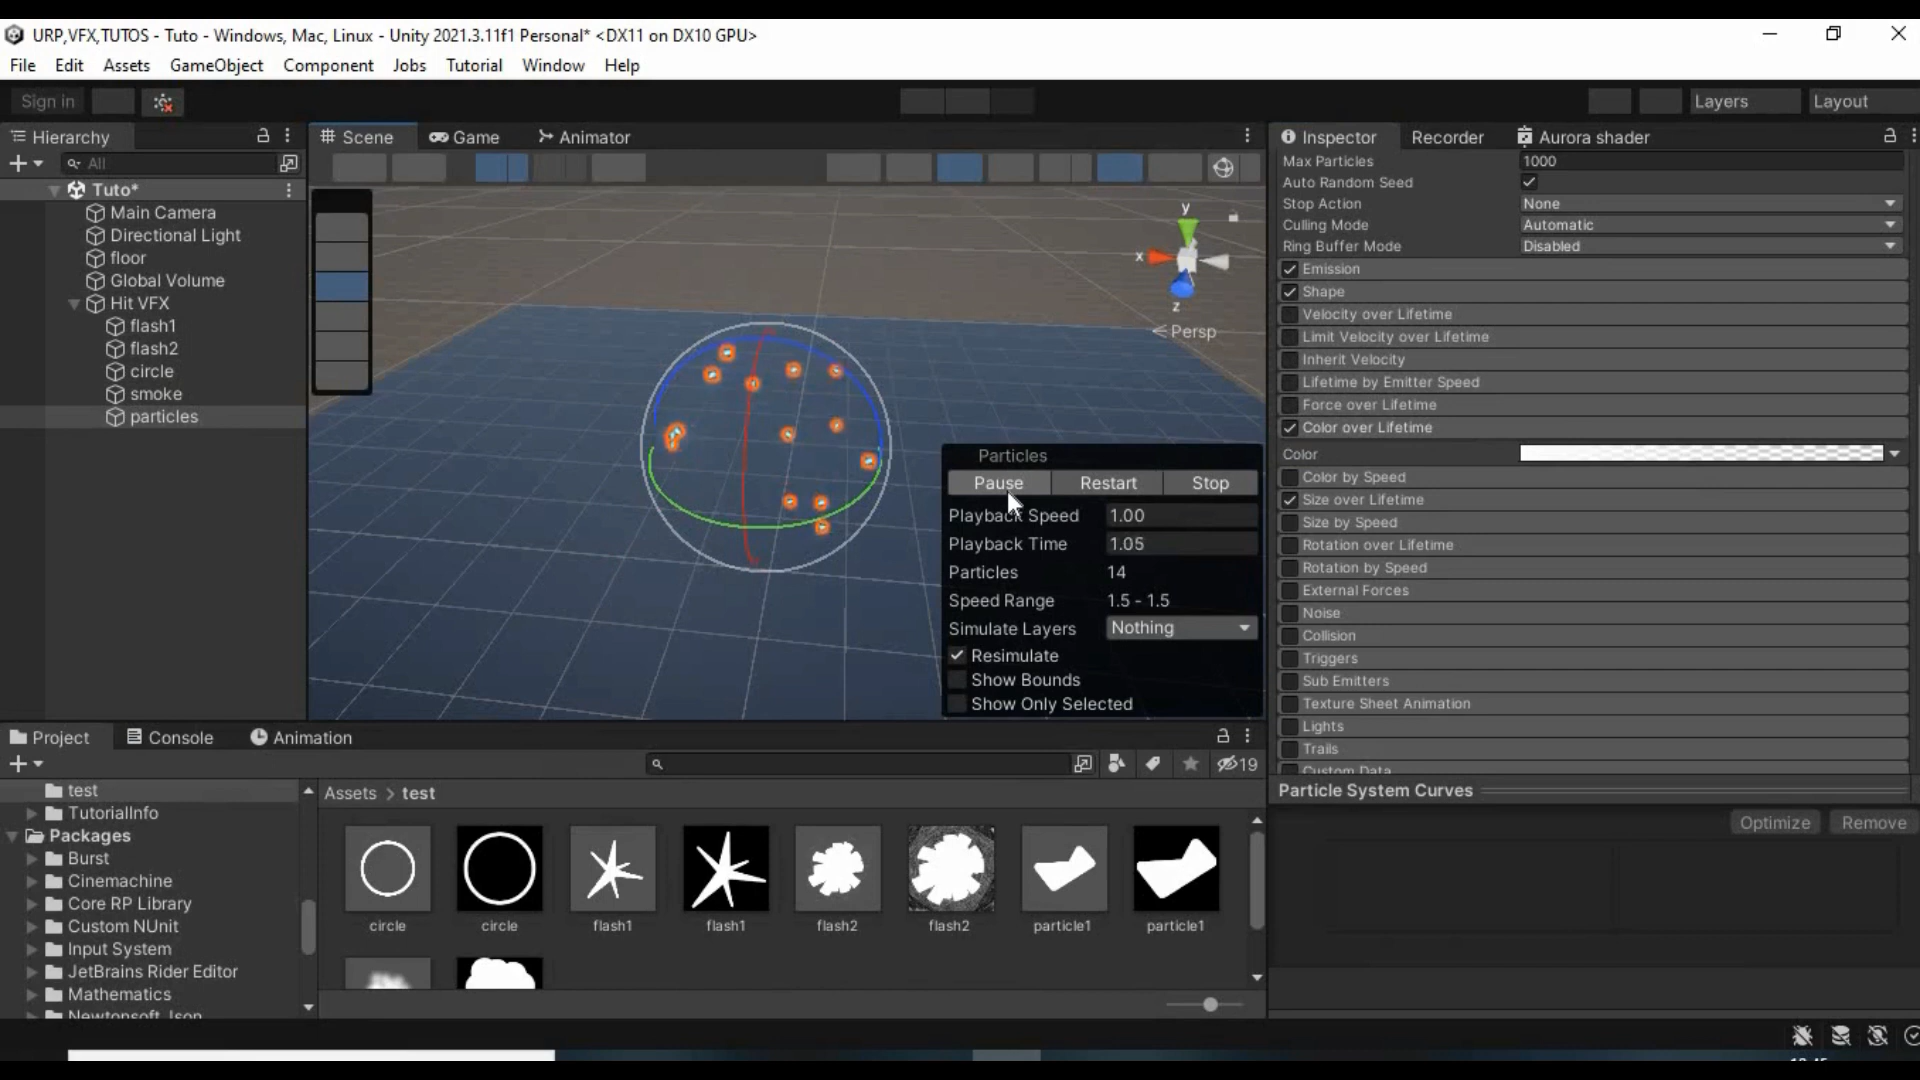 URP,VFX,TUTOS - Tuto - Windows, Mac, Linux - Unity 2021.3.11f1 Personal* <DX11 on DX10 GPU>
File Edit Assets GameObject Component Jobs Tutorial Window Help
Sign in
Layers
Layout
Hierarchy
All
Tuto*
Main Camera
Directional Light
floor
Global Volume
Hit VFX
flash1
flash2
circle
smoke
particles
Scene
Game
Animator
y
x
z
Persp
Particles
Pause Restart Stop
Playback Speed 1.00
Playback Time 1.05
Particles 14
Speed Range 1.5 - 1.5
Simulate Layers Nothing
Resimulate
Show Bounds
Show Only Selected
Inspector
Recorder
Aurora shader
Max Particles 1000
Auto Random Seed
Stop Action None
Culling Mode Automatic
Ring Buffer Mode Disabled
Emission
Shape
Velocity over Lifetime
Limit Velocity over Lifetime
Inherit Velocity
Lifetime by Emitter Speed
Force over Lifetime
Color over Lifetime
Color
Color by Speed
Size over Lifetime
Size by Speed
Rotation over Lifetime
Rotation by Speed
External Forces
Noise
Collision
Triggers
Sub Emitters
Texture Sheet Animation
Lights
Trails
Custom Data
Particle System Curves
Optimize Remove
Project
Console
Animation
19
test
TutorialInfo
Packages
Burst
Cinemachine
Core RP Library
Custom NUnit
Input System
JetBrains Rider Editor
Mathematics
Newtonsoft Json
Assets > test
circle circle flash1 flash1 flash2 flash2 particle1 particle1